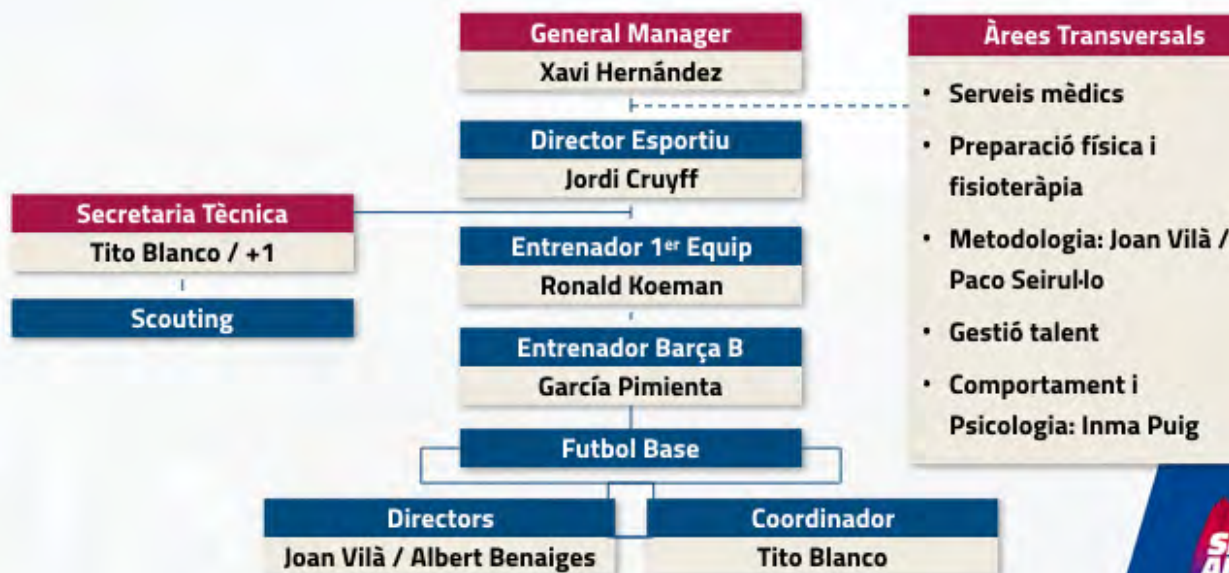 General Manager
Xavi Hernández
Director Esportiu
Jordi Cruyff
Secretaria Tècnica
Tito Blanco / +1
Scouting
Entrenador 1er Equip
Ronald Koeman
Entrenador Barça B
García Pimienta
Futbol Base
Directors
Joan Vilà / Albert Benaiges
Coordinador
Tito Blanco
Àrees Transversals
• Serveis mèdics
• Preparació física i
fisioteràpia
• Metodologia: Joan Vilà /
Paco Seirul·lo
• Gestió talent
• Comportament i
Psicologia: Inma Puig